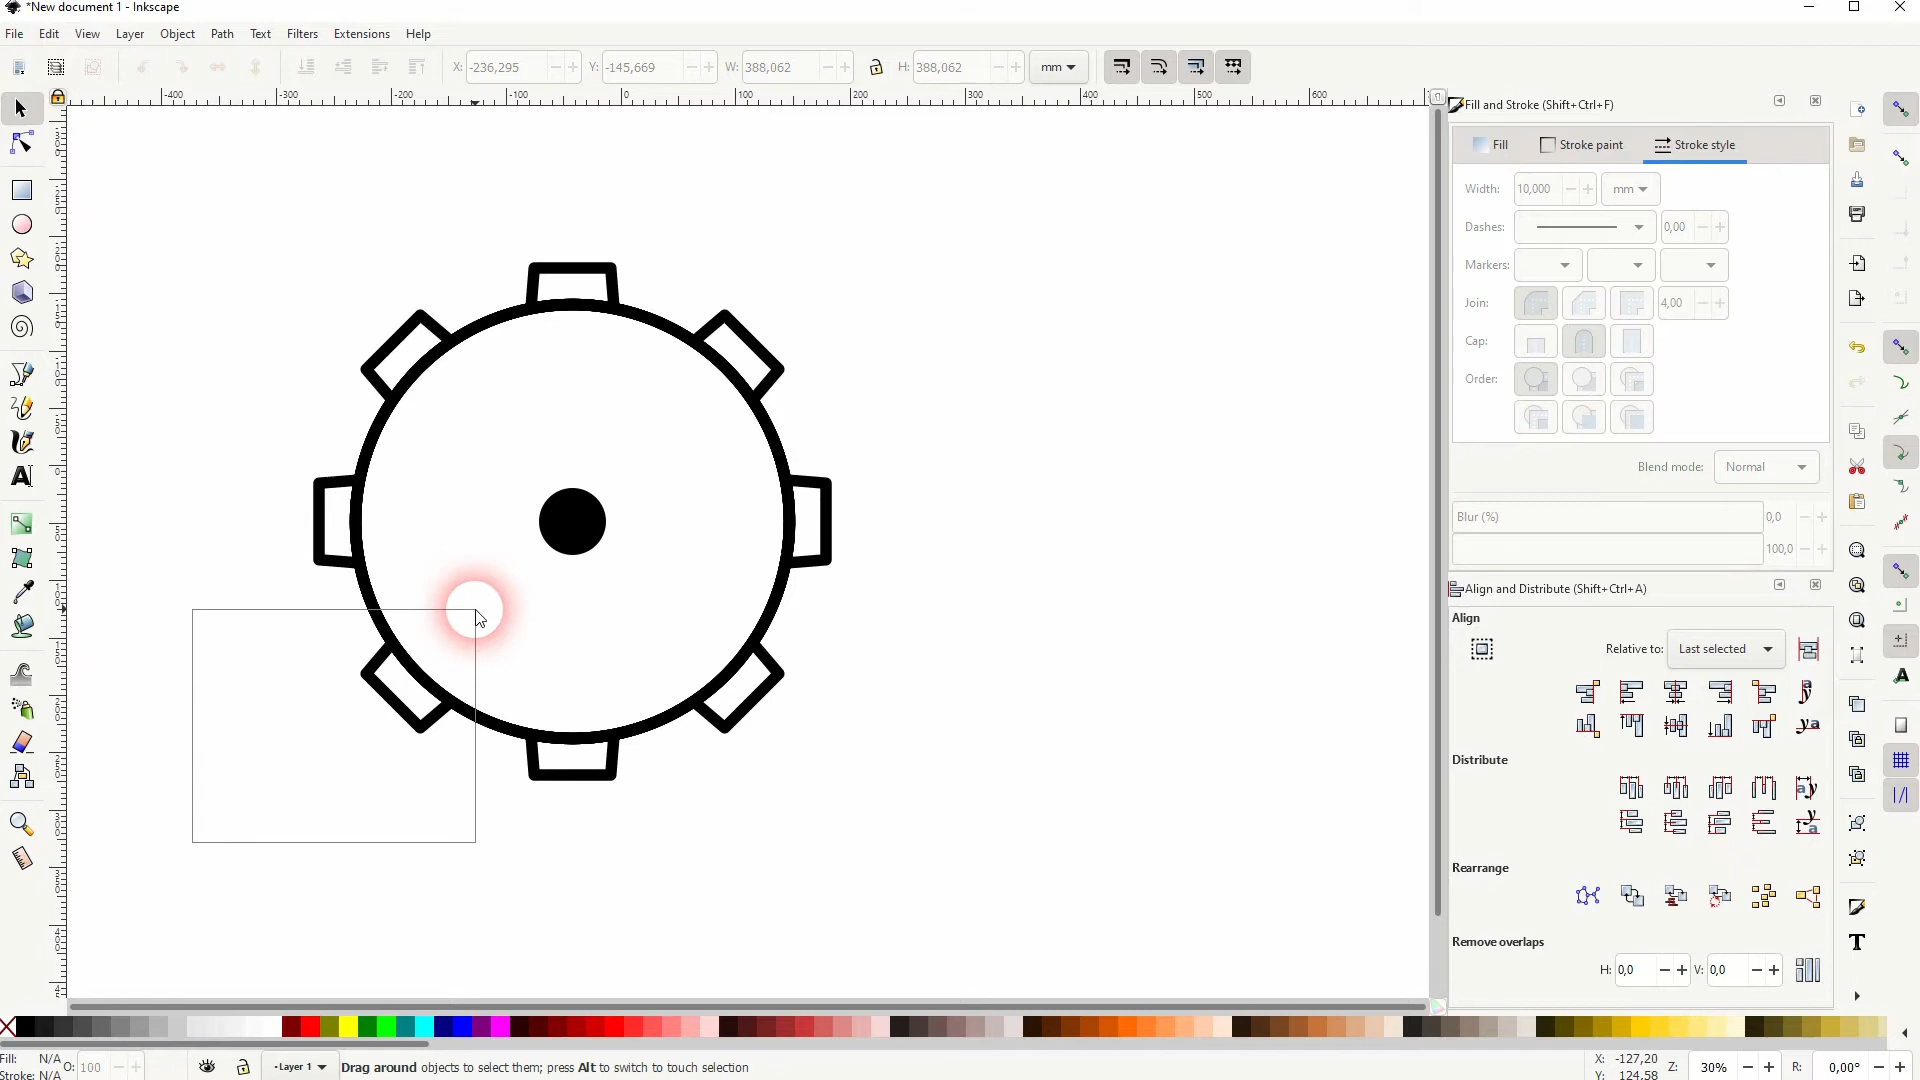 *New document 1 - Inkscape
File Edit View Layer Object Path Text Filters Extensions Help
X: -236,295 Y: -145,669 W: 388,062 H: 388,062 mm
-400 -300 -200 -100 0 100 200 300 400 500 600
Fill and Stroke (Shift+Ctrl+F)
Fill Stroke paint Stroke style
Width: 10,000 mm
Dashes: 0,00
Markers:
Join: 4,00
Cap:
Order:
Blend mode: Normal
Blur (%) 0,0
100,0
Align and Distribute (Shift+Ctrl+A)
Align
Relative to: Last selected
Distribute
Rearrange
Remove overlaps
H: 0,0 V: 0,0
Fill: N/A
Stroke: N/A
O: 100
Layer 1
Drag around objects to select them; press Alt to switch to touch selection
X: -127,20
Y: 124,58
Z: 30% R: 0,00°